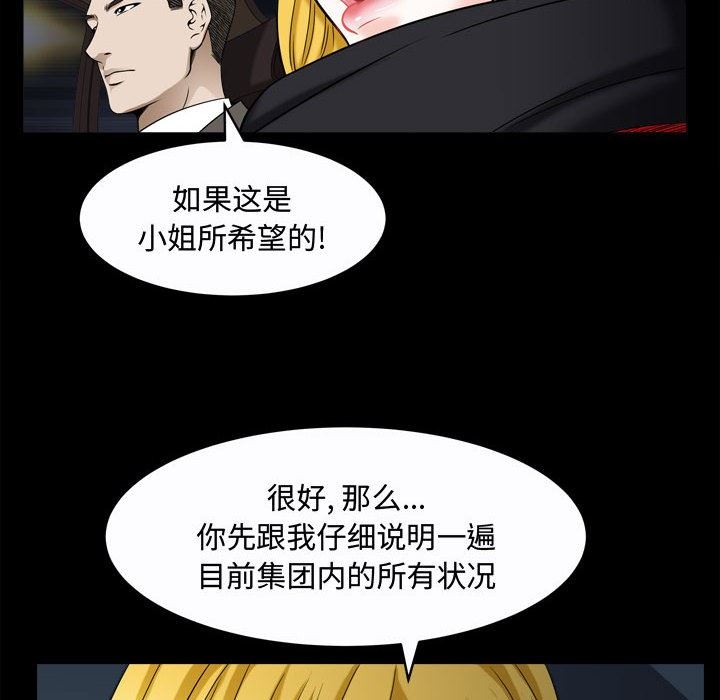 如果这是
小姐所希望的!
很好, 那么...
你先跟我仔细说明一遍
目前集团内的所有状况